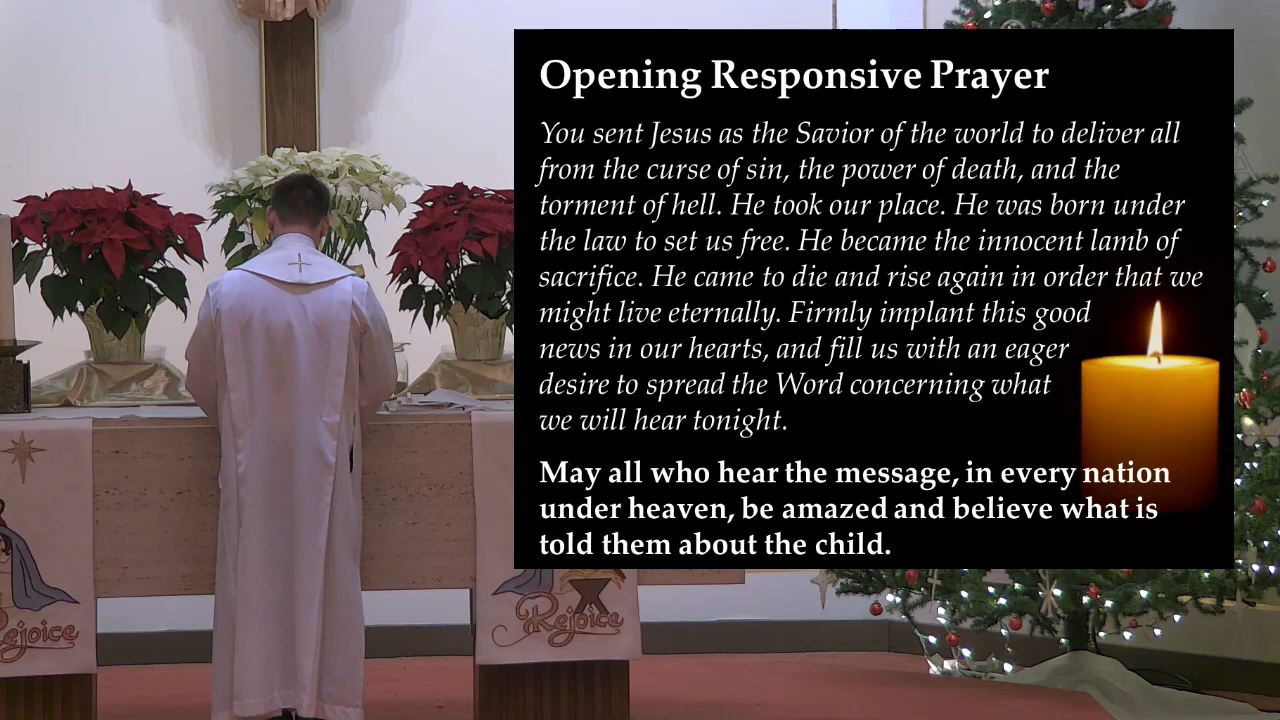 Opening Responsive Prayer
You sent Jesus as the Savior of the world to deliver all
from the curse of sin, the power of death, and the
torment of hell. He took our place. He was born under
the law to set us free. He became the innocent lamb of
sacrifice. He came to die and rise again in order that we
might live eternally. Firmly implant this good
news in our hearts, and fill us with an eager
desire to spread the Word concerning what
we will hear tonight.
May all who hear the message, in every nation
under heaven, be amazed and believe what is
told them about the child.
ejoice
Rejoice